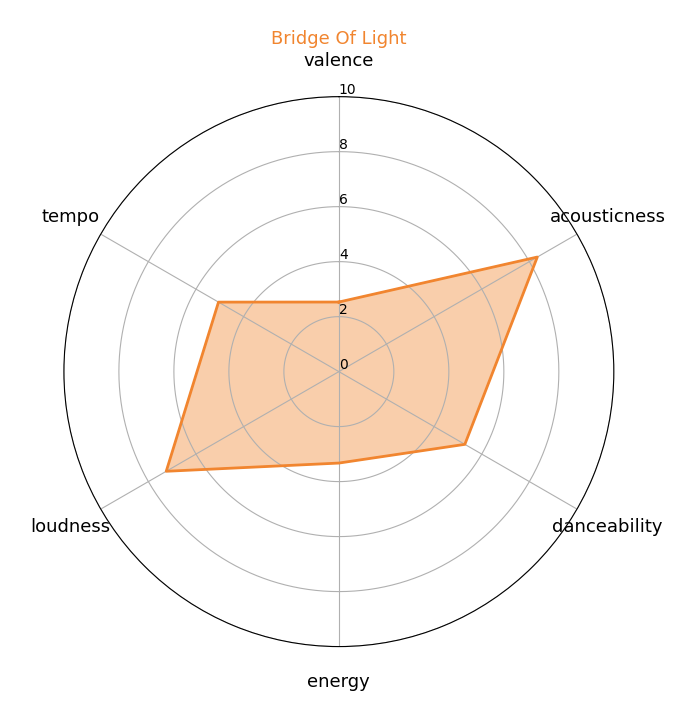 Bridge Of Light
valence
10
8
6
4
2
0
tempo
acousticness
loudness
danceability
energy